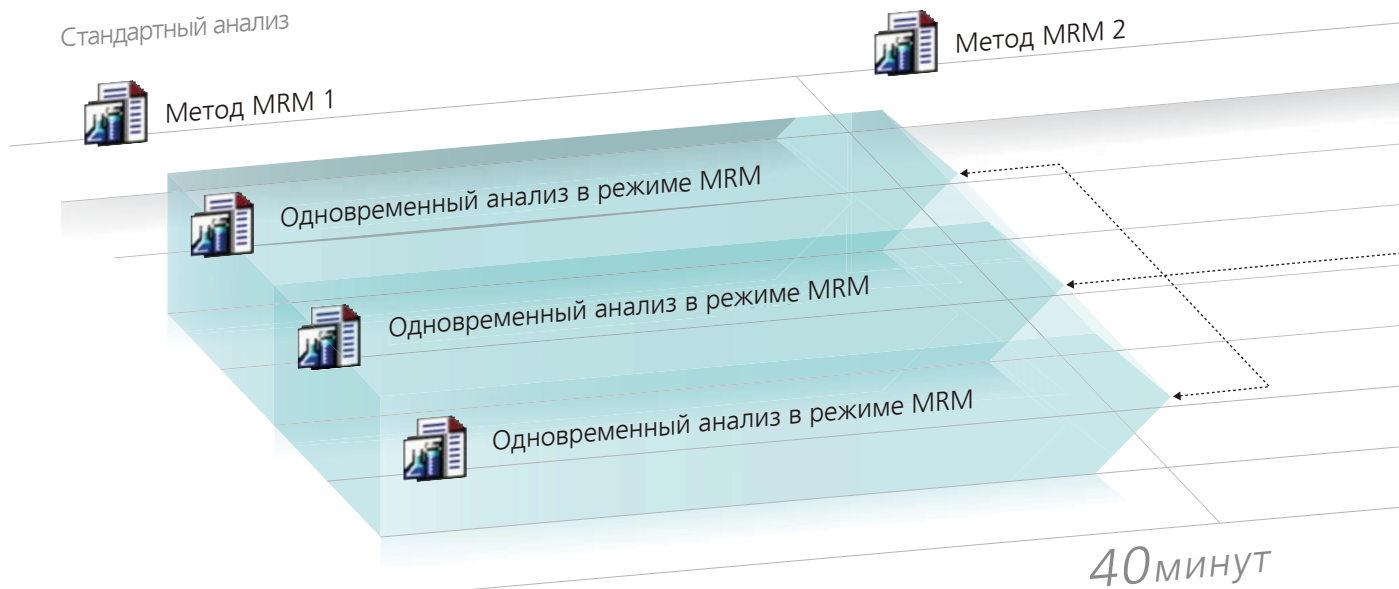 Стандартный анализ
Метод MRM 1
Метод MRM 2
Одновременный анализ в режиме MRM
Одновременный анализ в режиме MRM
Одновременный анализ в режиме MRM
40минут